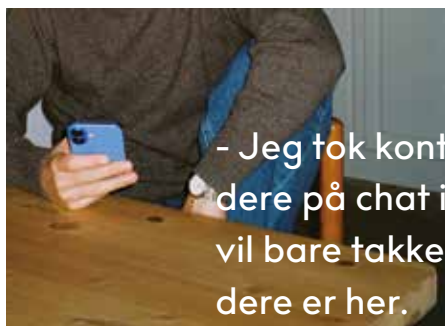 - Jeg tok kont
dere på chat i
vil bare takke
dere er her.